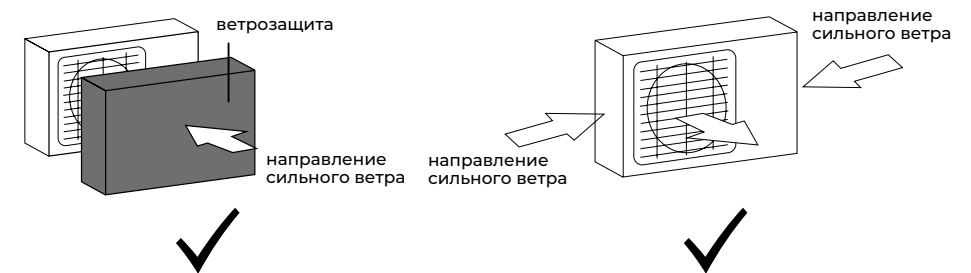 ветрозащита
направление
сильного ветра
направление
сильного ветра
направление
сильного ветра